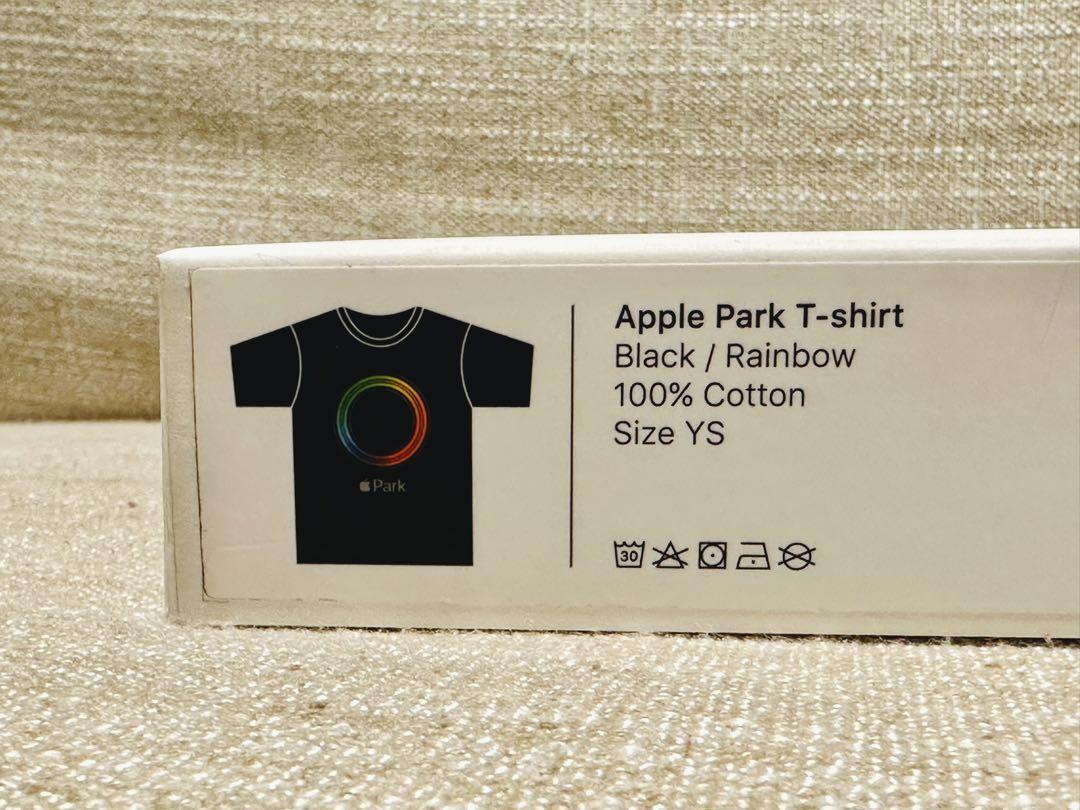 Park
Apple Park T-shirt
Black / Rainbow
100% Cotton
Size YS
30